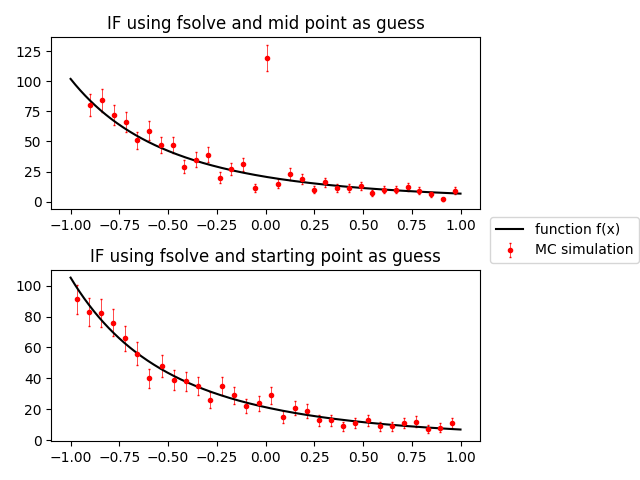 IF using fsolve and mid point as guess
125
100
75
50
25
0
−1.00 −0.75 −0.50 −0.25 0.00 0.25 0.50 0.75 1.00
function f(x)
MC simulation
IF using fsolve and starting point as guess
100
80
60
40
20
0
−1.00 −0.75 −0.50 −0.25 0.00 0.25 0.50 0.75 1.00